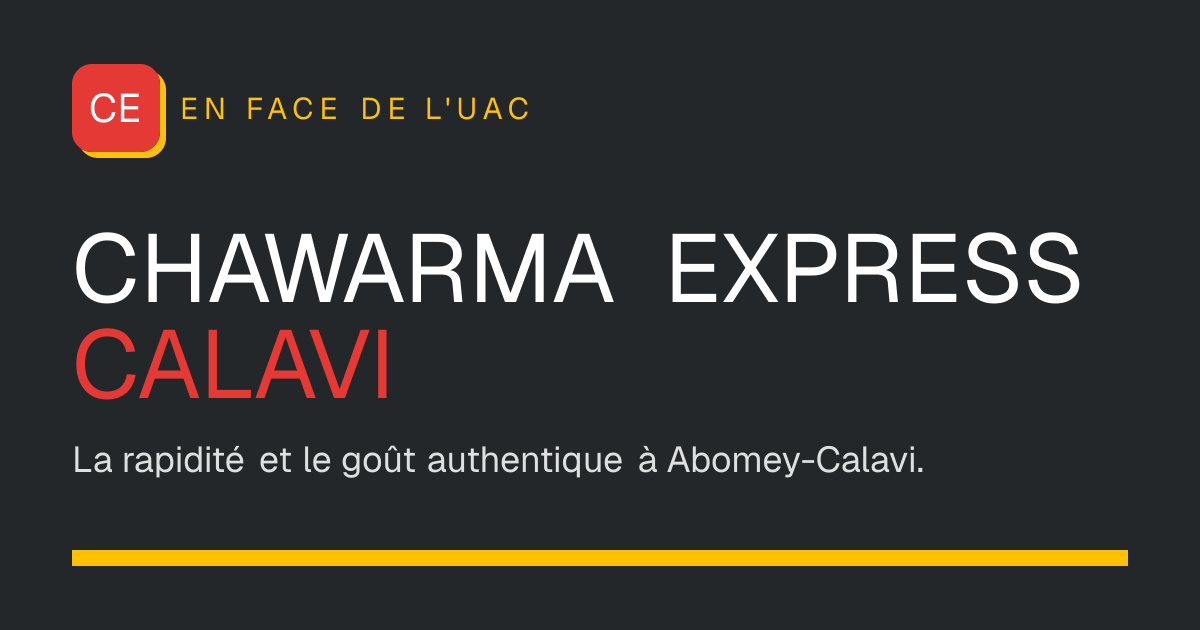 CE
EN FACE DE L'UAC
CHAWARMA EXPRESS
CALAVI
La rapidité et le goût authentique à Abomey-Calavi.